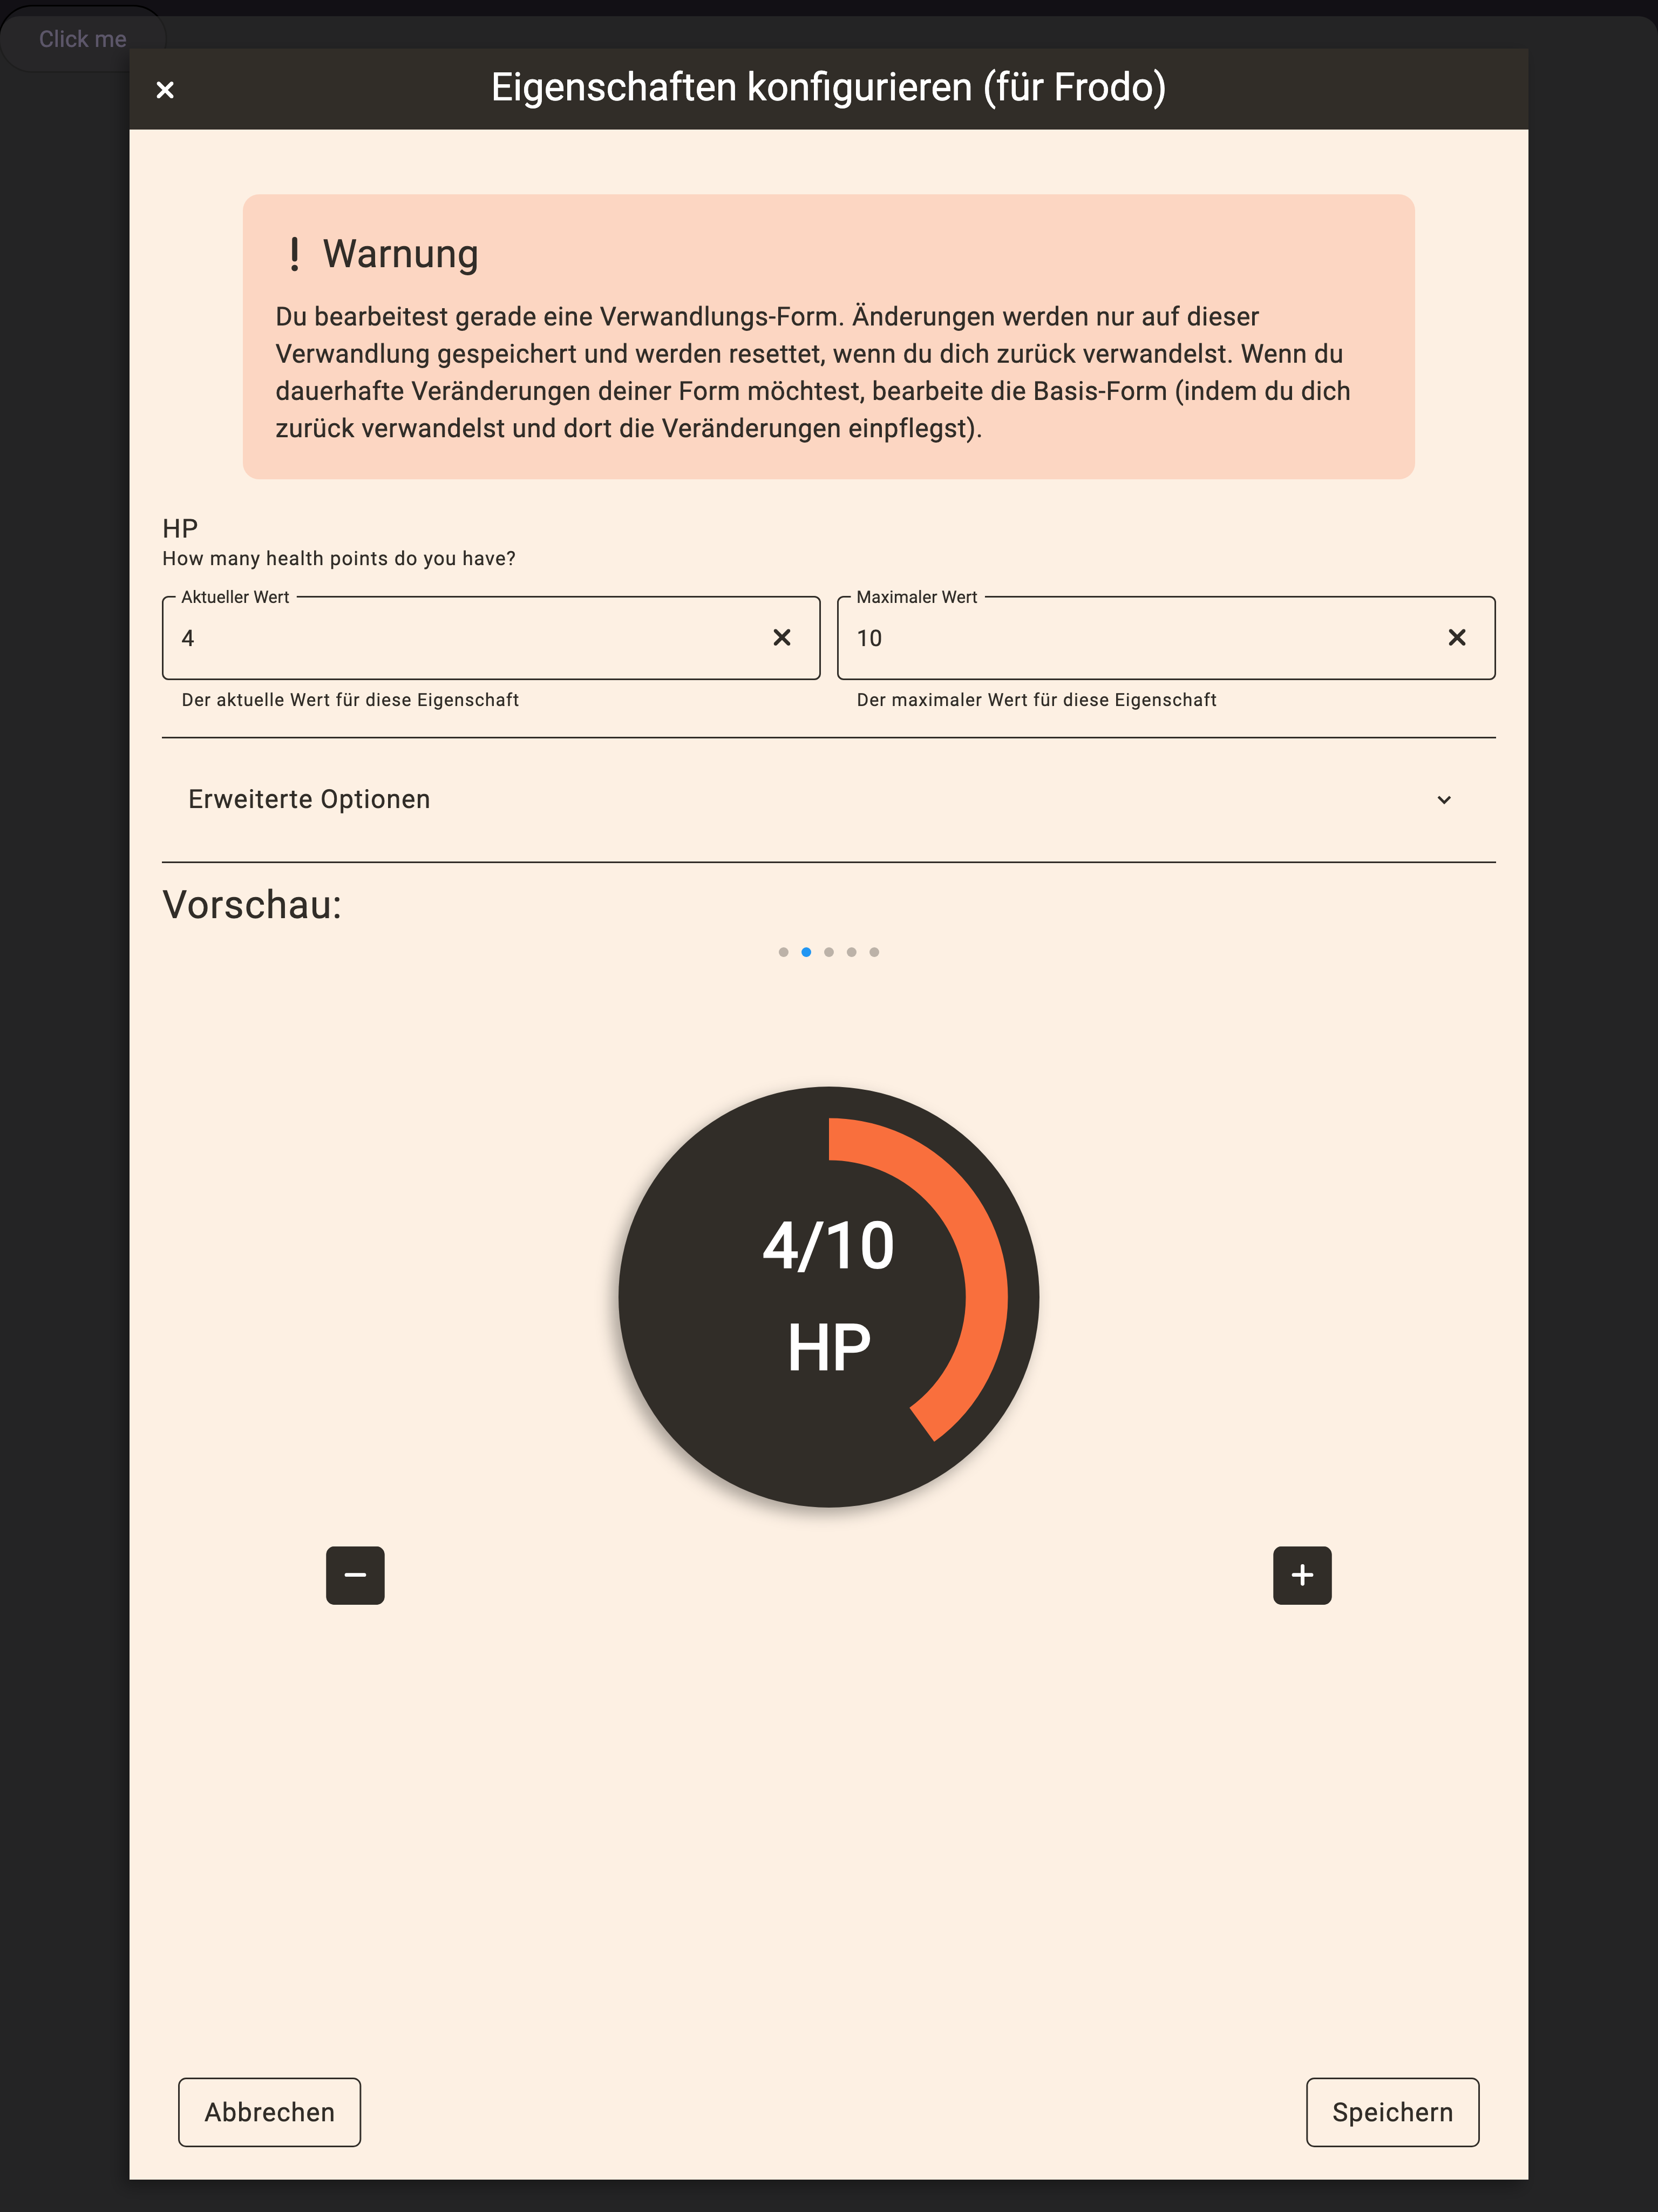 Click me
Eigenschaften konfigurieren (für Frodo)
! Warnung
Du bearbeitest gerade eine Verwandlungs-Form. Änderungen werden nur auf dieser
Verwandlung gespeichert und werden resettet, wenn du dich zurück verwandelst. Wenn du
dauerhafte Veränderungen deiner Form möchtest, bearbeite die Basis-Form (indem du dich
zurück verwandelst und dort die Veränderungen einpflegst).
HP
How many health points do you have?
Aktueller Wert
4
Der aktuelle Wert für diese Eigenschaft
Maximaler Wert
10
Der maximaler Wert für diese Eigenschaft
Erweiterte Optionen
Vorschau:
4/10
HP
Abbrechen
Speichern